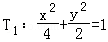 T₁: x²/4 + y²/2 = 1